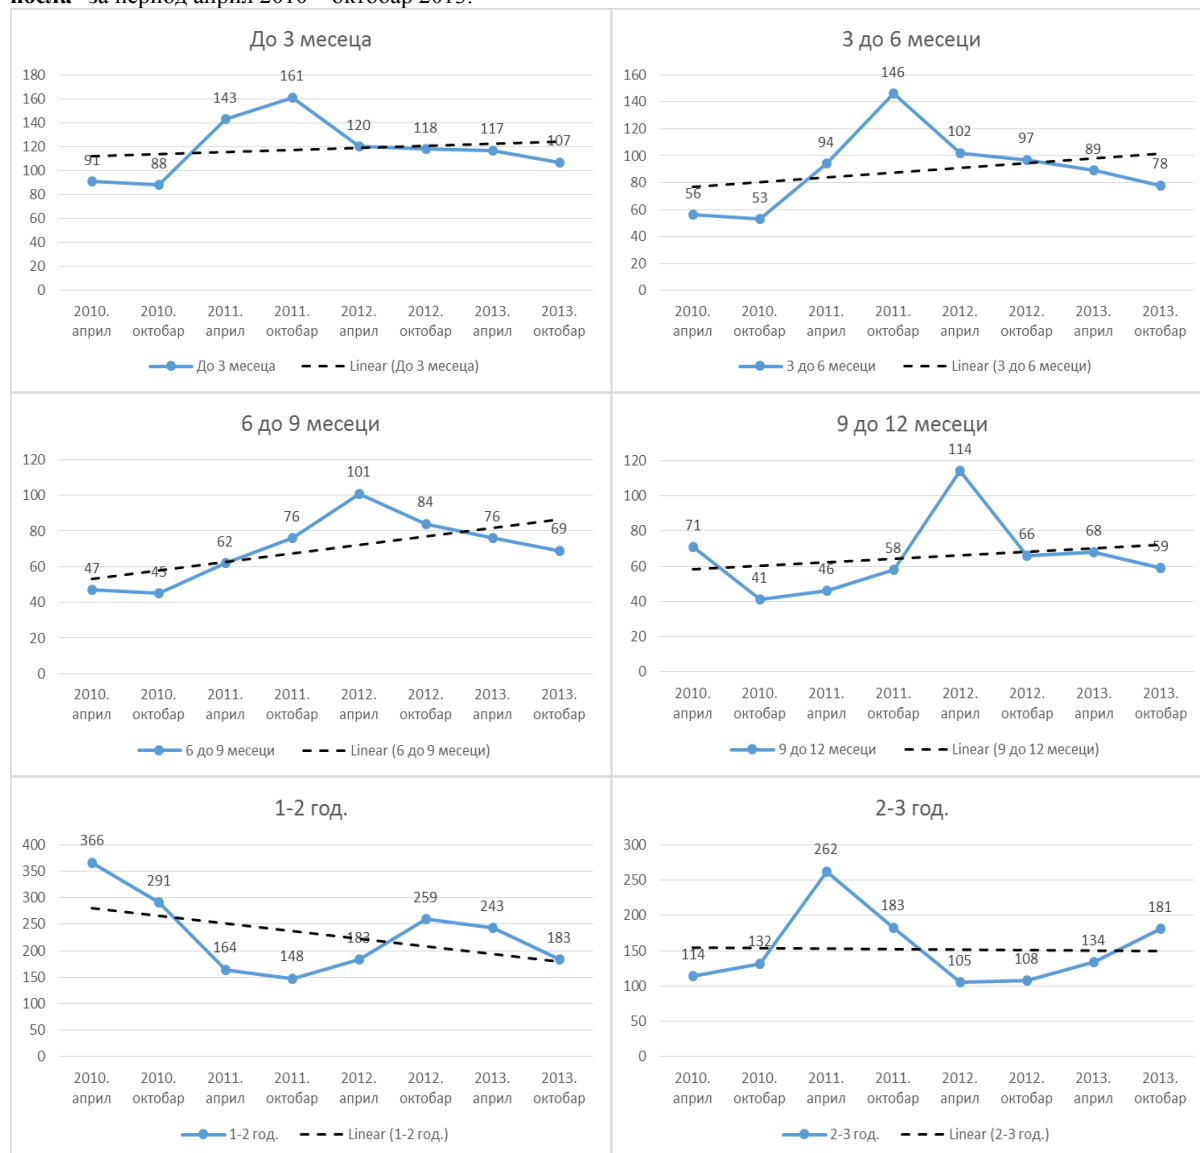 посла" за период април 2010 – октобар 2013.
До 3 месеца
180
160
140
120
100
80
60
40
20
0
91
88
143
161
120
118
117
107
2010. април
2010. октобар
2011. април
2011. октобар
2012. април
2012. октобар
2013. април
2013. октобар
До 3 месеца
Linear (До 3 месеца)
3 до 6 месеци
160
140
120
100
80
60
40
20
0
56
53
94
146
102
97
89
78
2010. април
2010. октобар
2011. април
2011. октобар
2012. април
2012. октобар
2013. април
2013. октобар
3 до 6 месеци
Linear (3 до 6 месеци)
6 до 9 месеци
120
100
80
60
40
20
0
47
45
62
76
101
84
76
69
2010. април
2010. октобар
2011. април
2011. октобар
2012. април
2012. октобар
2013. април
2013. октобар
6 до 9 месеци
Linear (6 до 9 месеци)
9 до 12 месеци
120
100
80
60
40
20
0
71
41
46
58
114
66
68
59
2010. април
2010. октобар
2011. април
2011. октобар
2012. април
2012. октобар
2013. април
2013. октобар
9 до 12 месеци
Linear (9 до 12 месеци)
1-2 год.
400
350
300
250
200
150
100
50
0
366
291
164
148
183
259
243
183
2010. април
2010. октобар
2011. април
2011. октобар
2012. април
2012. октобар
2013. април
2013. октобар
1-2 год.
Linear (1-2 год.)
2-3 год.
300
250
200
150
100
50
0
114
132
262
183
105
108
134
181
2010. април
2010. октобар
2011. април
2011. октобар
2012. април
2012. октобар
2013. април
2013. октобар
2-3 год.
Linear (2-3 год.)